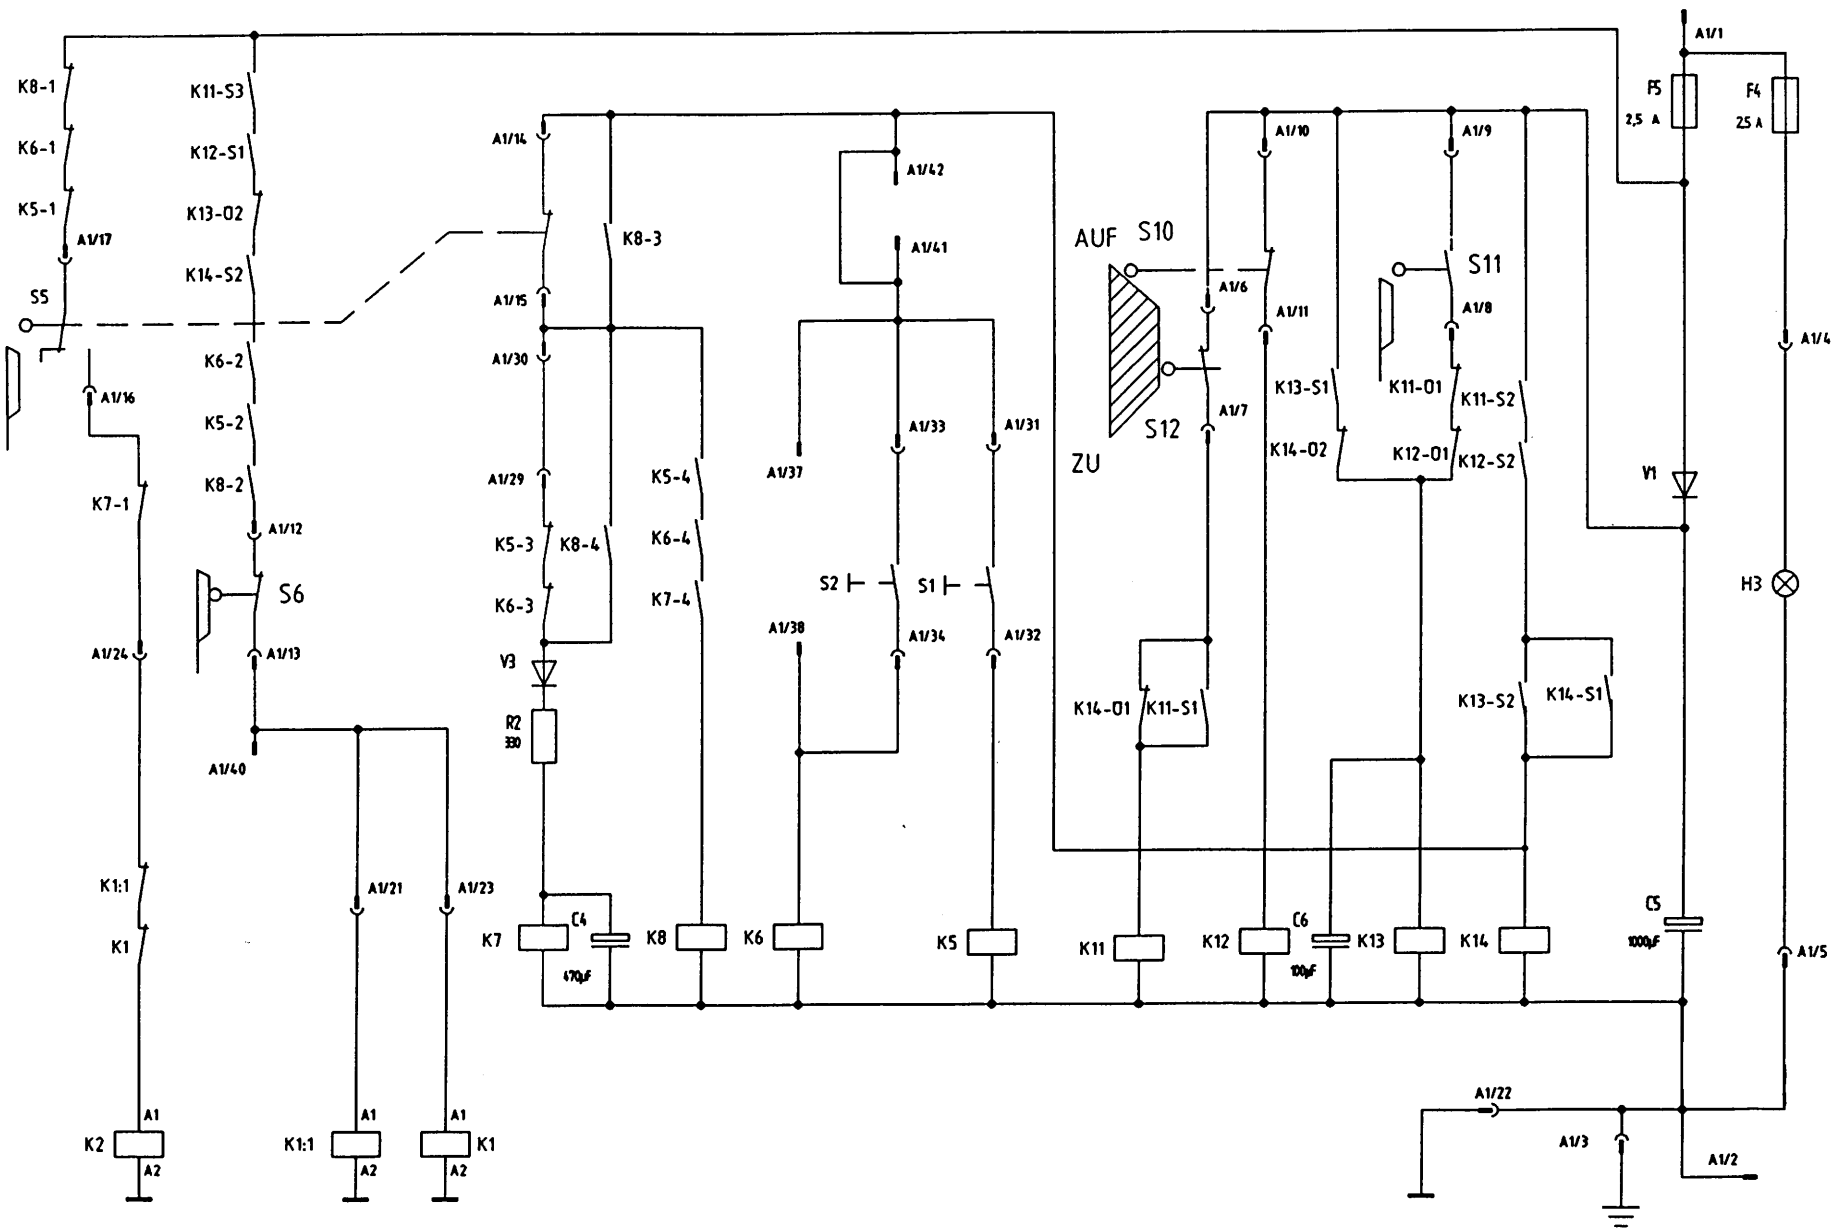 A1/1
K8-1
K11-S3
F5
2,5 A
F4
25 A
A1/14
A1/10
A1/9
K6-1
K12-S1
A1/42
K5-1
K13-O2
A1/17
K8-3
A1/41
AUF
S10
S11
K14-S2
S5
A1/15
A1/6
A1/11
A1/8
A1/4
K6-2
A1/30
A1/16
K13-S1
K11-O1
K11-S2
K5-2
A1/33
A1/31
A1/7
S12
K14-O2
K12-O1
K12-S2
ZU
A1/37
V1
K7-1
K8-2
A1/29
K5-4
A1/12
K5-3
K8-4
K6-4
S6
S2
S1
H3
K6-3
K7-4
A1/38
A1/34
A1/32
A1/24
A1/13
V3
R2
330
K14-O1
K11-S1
K13-S2
K14-S1
A1/40
K1:1
A1/21
A1/23
C4
C6
C5
K1
K7
K8
K6
K5
K11
K12
K13
K14
1000µF
470µF
100µF
A1/5
A1/22
A1
A1
A1
K2
K1:1
K1
A1/3
A2
A2
A2
A1/2